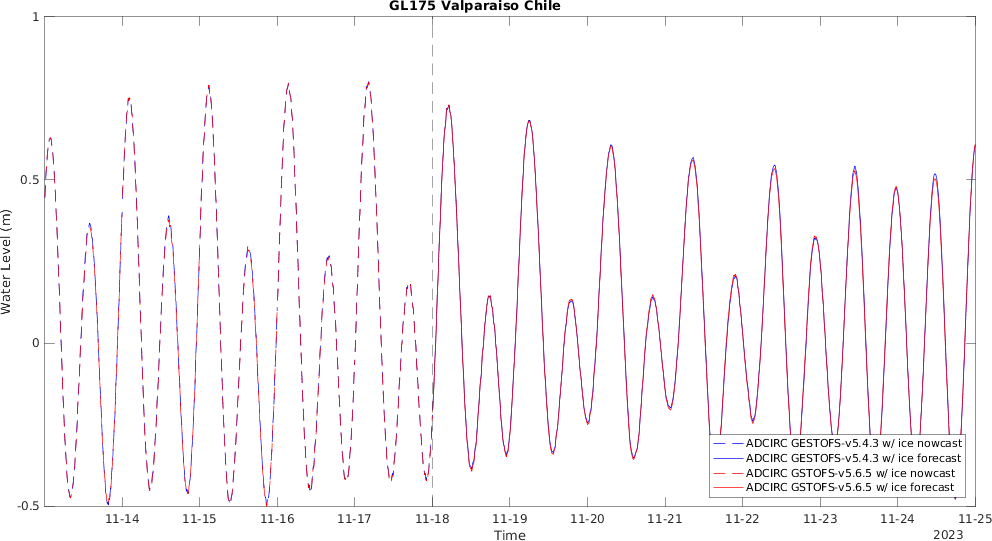 GL175 Valparaiso Chile
1
0.5
0
-0.5
Water Level (m)
11-14 11-15 11-16 11-17 11-18 11-19 11-20 11-21 11-22 11-23 11-24 11-25
Time
2023
ADCIRC GESTOFS-v5.4.3 w/ ice nowcast
ADCIRC GESTOFS-v5.4.3 w/ ice forecast
ADCIRC GSTOFS-v5.6.5 w/ ice nowcast
ADCIRC GSTOFS-v5.6.5 w/ ice forecast